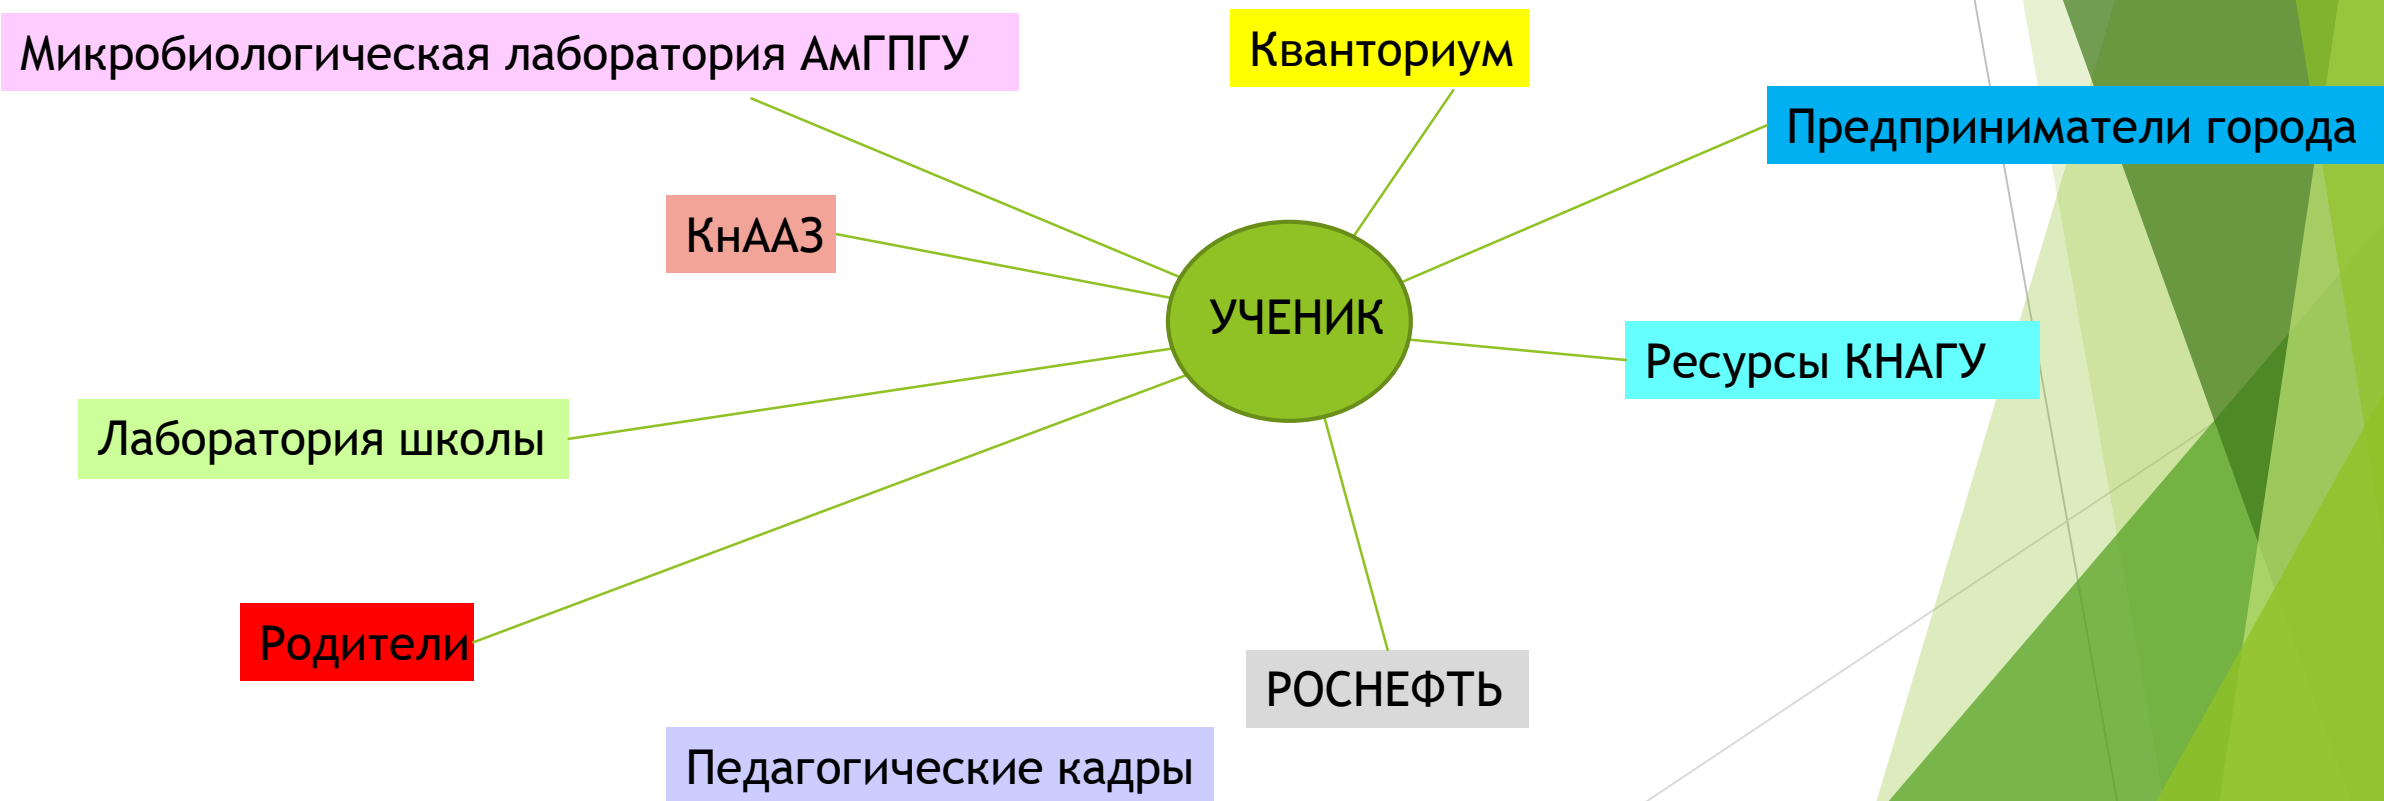 Микробиологическая лаборатория АмГПГУ
Кванториум
Предприниматели города
КнААЗ
УЧЕНИК
Ресурсы КНАГУ
Лаборатория школы
Родители
РОСНЕФТЬ
Педагогические кадры